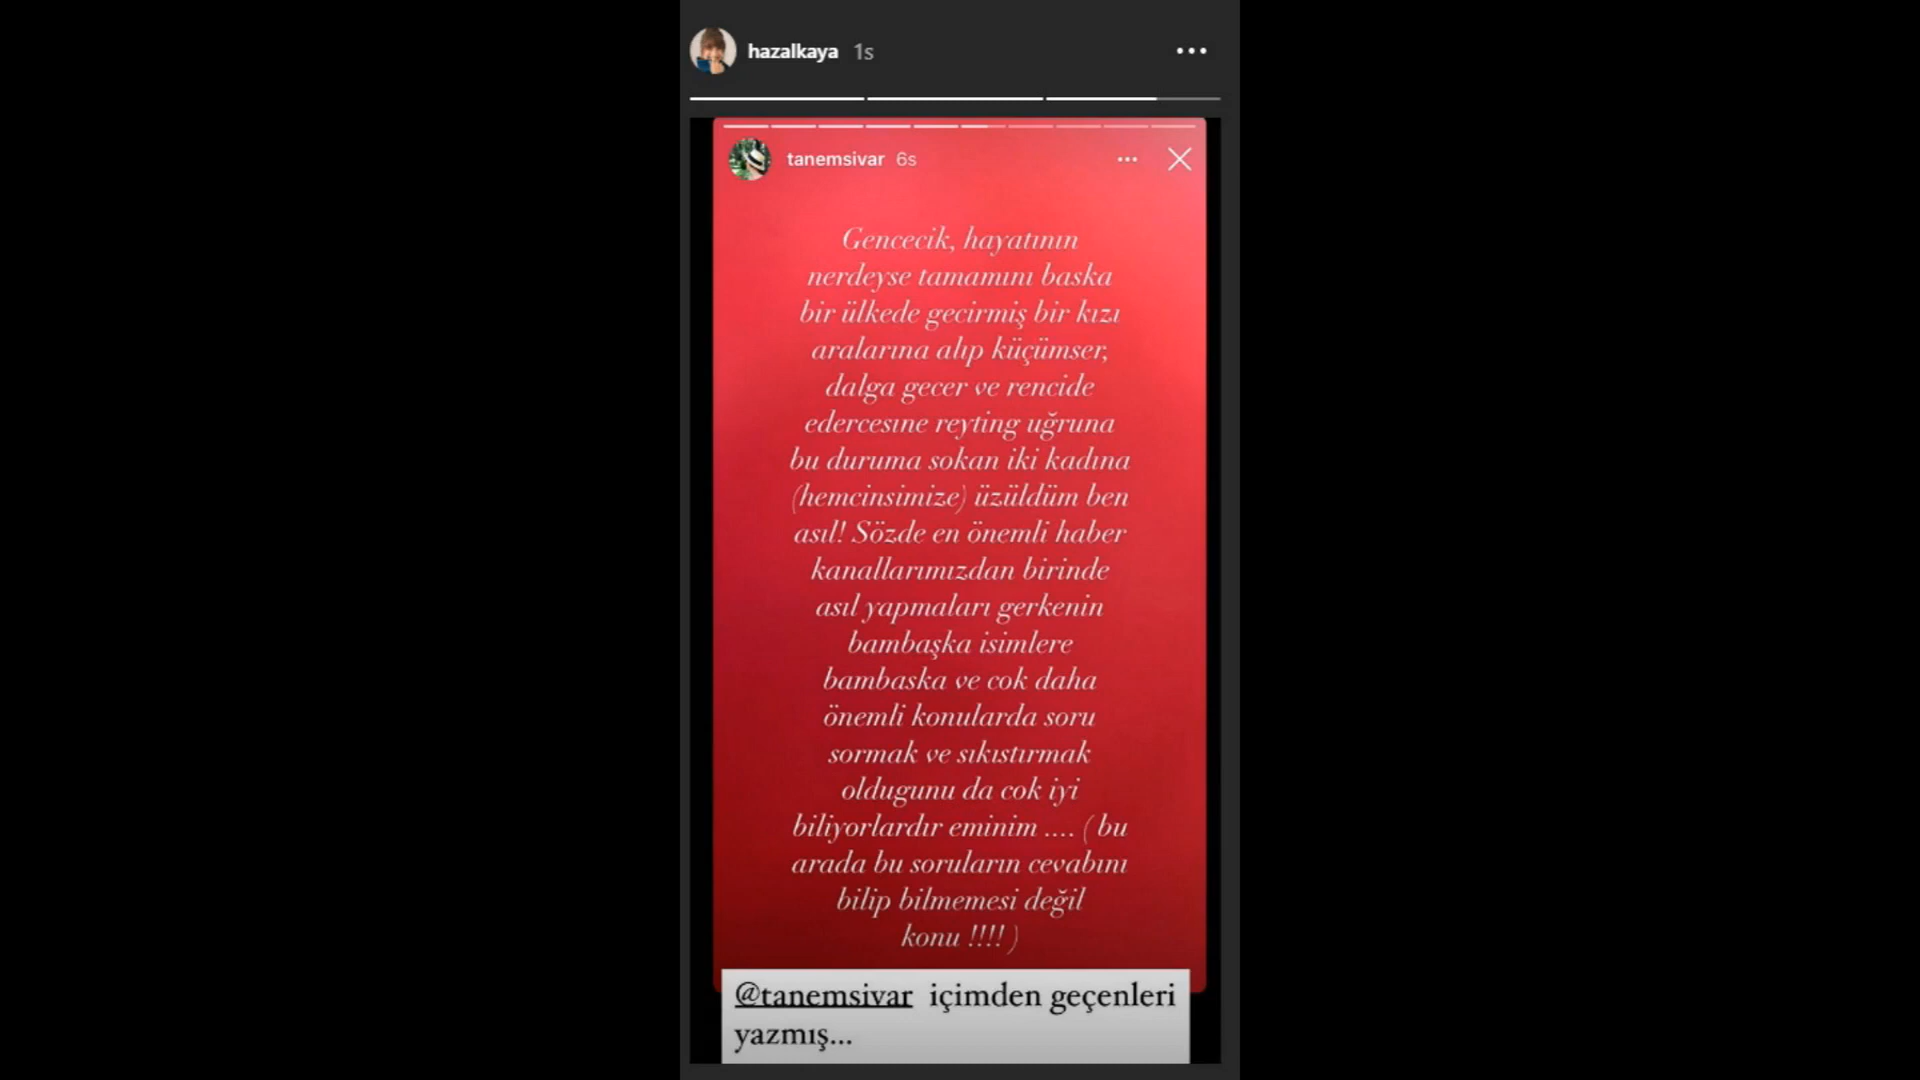 hazalkaya 1s
tanemsivar 6s
Gencecik, hayatının
nerdeyse tamamını baska
bir ülkede gecirmiş bir kızı
aralarına alıp küçümser,
dalga gecer ve rencide
edercesıne reyting uğruna
bu duruma sokan iki kadına
(hemcinsimize) üzüldüm ben
asıl! Sözde en önemli haber
kanallarımızdan birinde
asıl yapmaları gerkenin
bambaşka isimlere
bambaska ve cok daha
önemli konularda soru
sormak ve sıkıstırmak
oldugunu da cok iyi
biliyorlardır eminim .... ( bu
arada bu soruların cevabını
bilip bilmemesi değil
konu !!!! )
@tanemsivar içimden geçenleri
yazmış...